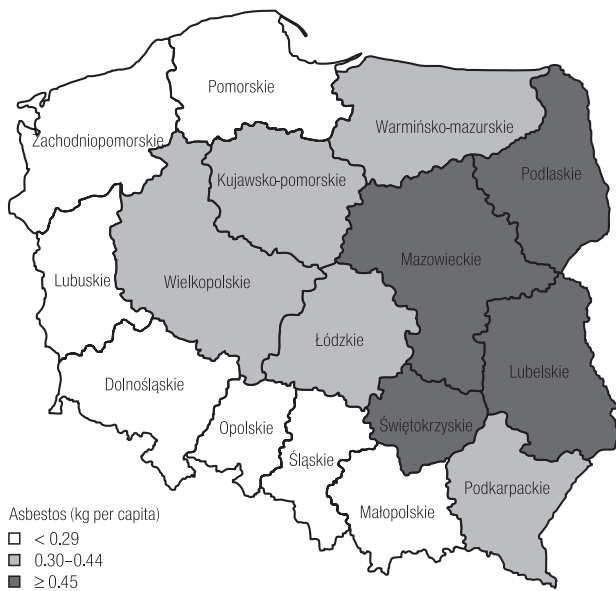 Pomorskie
Warmińsko-mazurskie
Zachodniopomorskie
Podlaskie
Kujawsko-pomorskie
Mazowieckie
Lubuskie
Wielkopolskie
Łódzkie
Lubelskie
Dolnośląskie
Opolskie
Świętokrzyskie
Śląskie
Podkarpackie
Małopolskie
Asbestos (kg per capita)
< 0.29
0.30–0.44
≥ 0.45